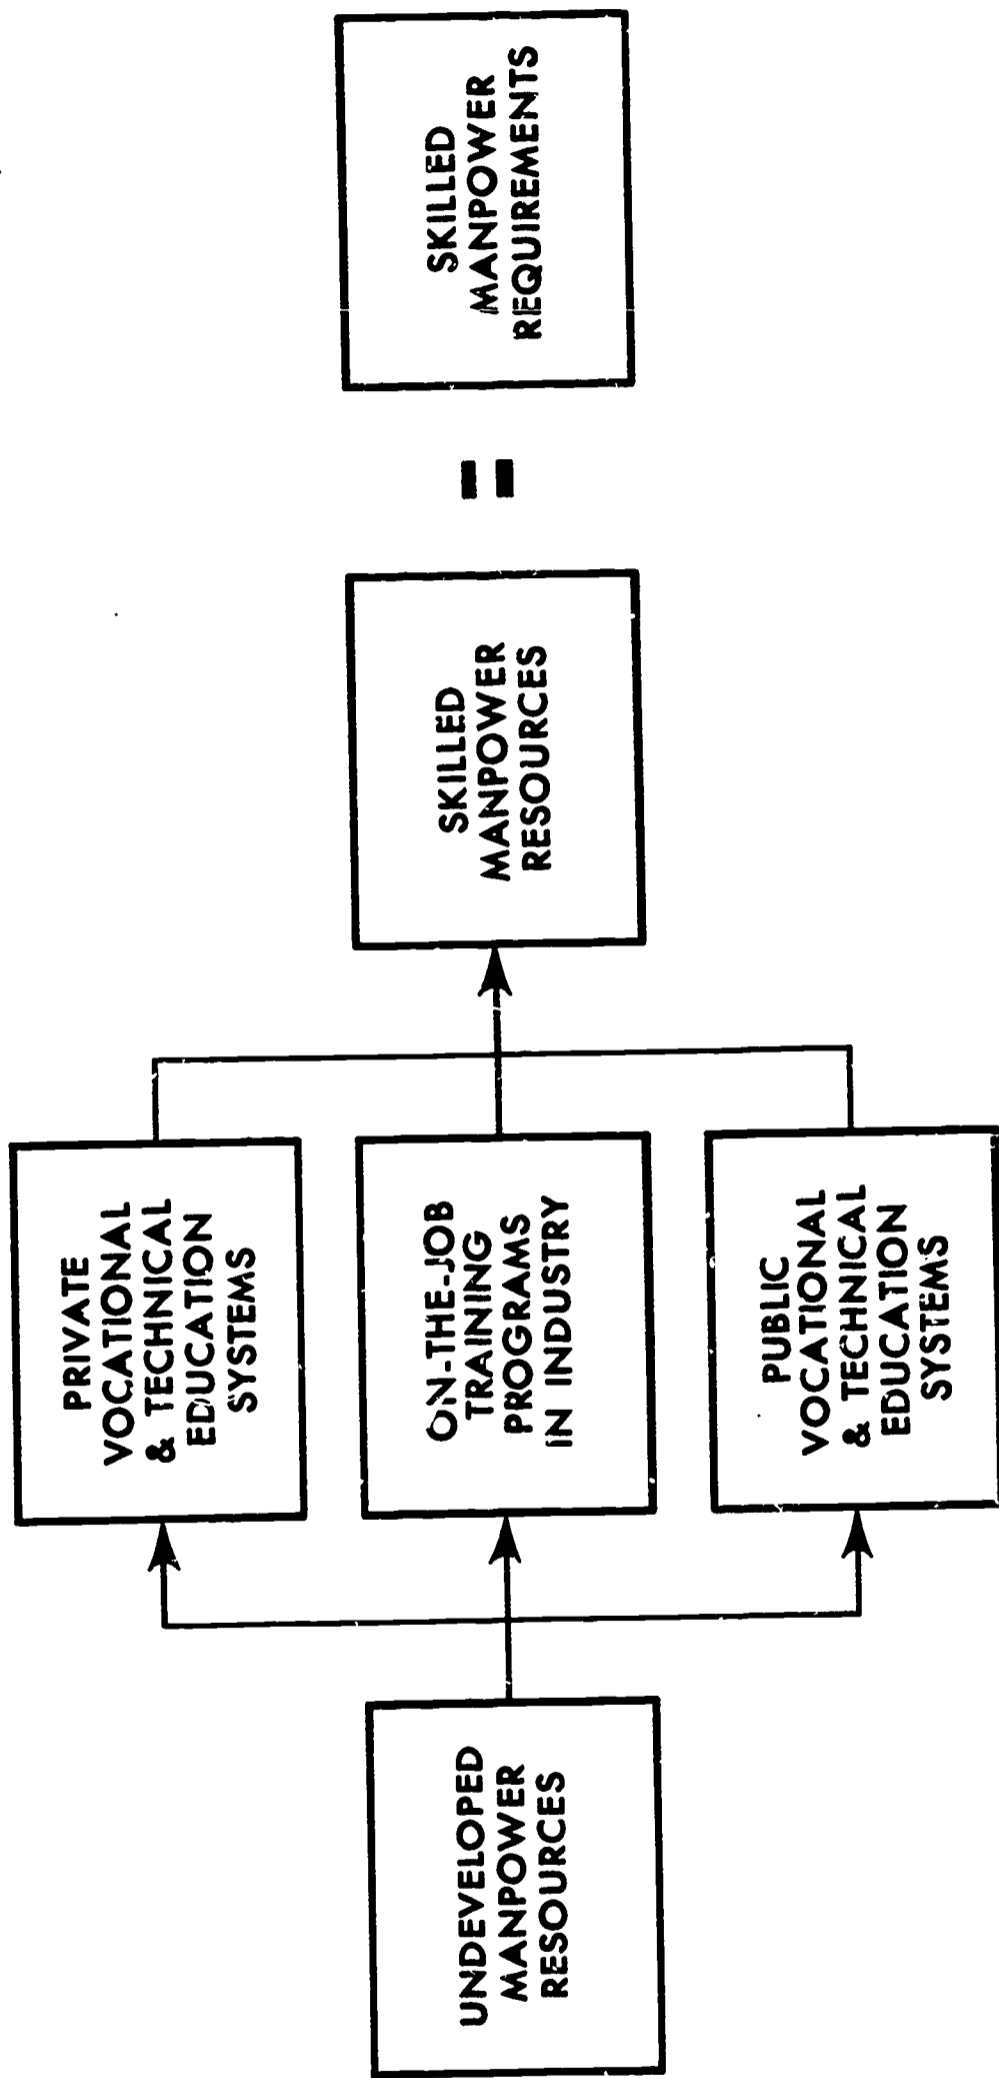 UNDEVELOPED
MANPOWER
RESOURCES
PRIVATE
VOCATIONAL
& TECHNICAL
EDUCATION
SYSTEMS
ON-THE-JOB
TRAINING
PROGRAMS
IN INDUSTRY
PUBLIC
VOCATIONAL
& TECHNICAL
EDUCATION
SYSTEMS
SKILLED
MANPOWER
RESOURCES
=
SKILLED
MANPOWER
REQUIREMENTS